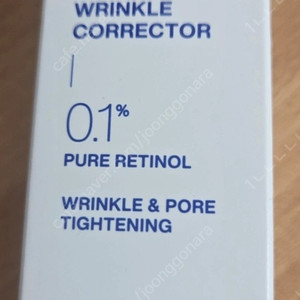 WRINKLE
CORRECTOR
0.1%
PURE RETINOL
WRINKLE & PORE
TIGHTENING